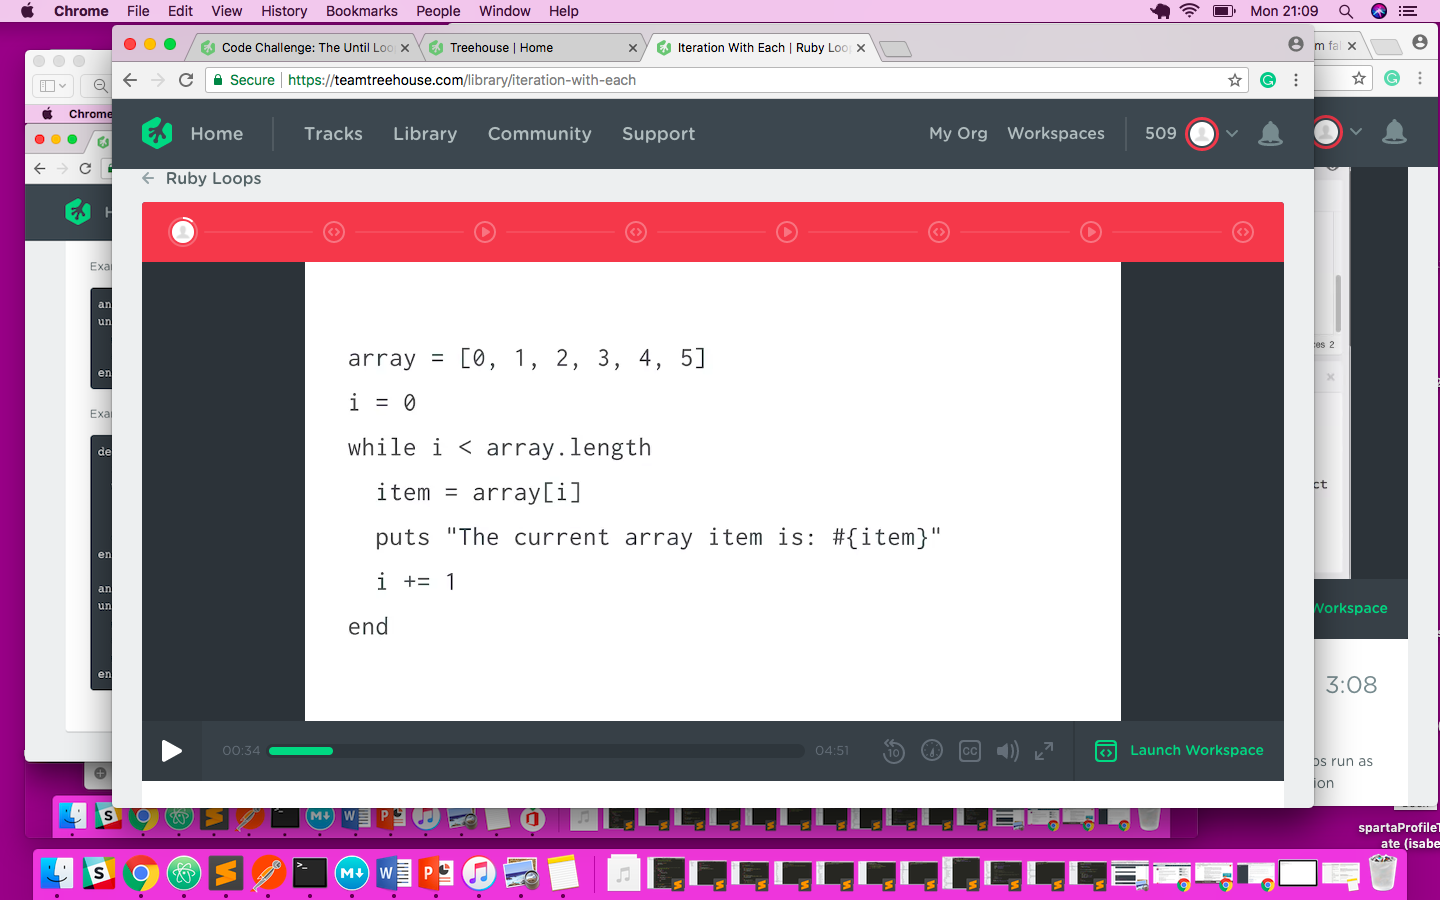 Chrome File Edit View History Bookmarks People Window Help Mon 21:09
Code Challenge: The Until Loo
Treehouse | Home
Iteration With Each | Ruby Loo
m fa
Secure https://teamtreehouse.com/library/iteration-with-each
Chrome
Home Tracks Library Community Support My Org Workspaces 509
H
Ruby Loops
Exa
an
un
en
Exa
de
en
an
un
en
array = [0, 1, 2, 3, 4, 5]
i = 0
while i < array.length
item = array[i]
puts "The current array item is: #{item}"
i += 1
end
es 2
ct
Workspace
3:08
os run as
ion
00:34 04:51 10 CC Launch Workspace
spartaProfileT
ate (isabe